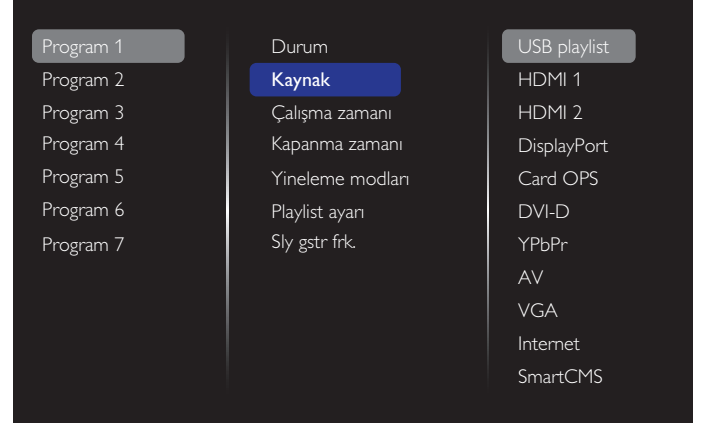 Program 1
Program 2
Program 3
Program 4
Program 5
Program 6
Program 7
Durum
Kaynak
Çalışma zamanı
Kapanma zamanı
Yineleme modları
Playlist ayarı
Sly gstr frk.
USB playlist
HDMI 1
HDMI 2
DisplayPort
Card OPS
DVI-D
YPbPr
AV
VGA
Internet
SmartCMS